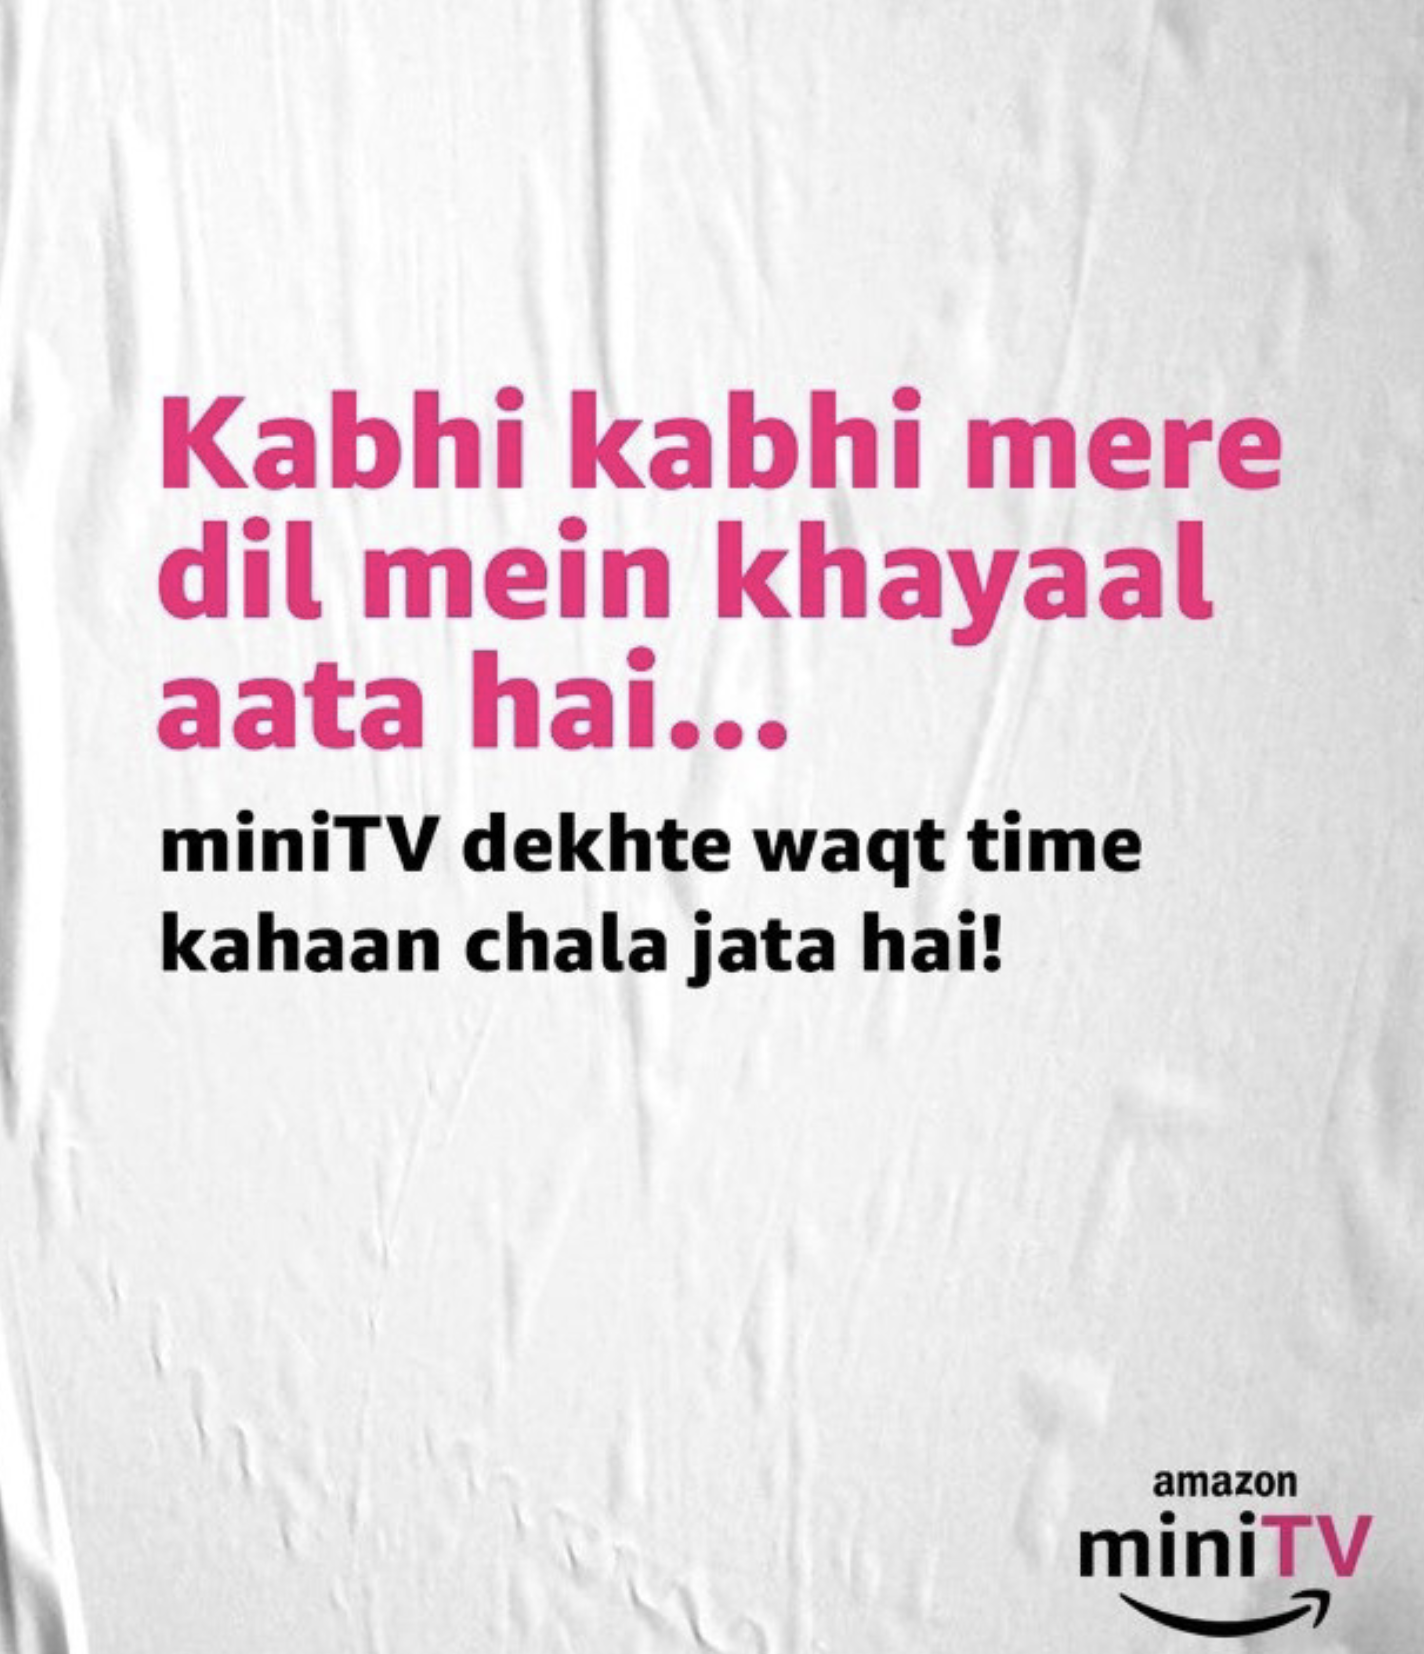 Kabhi kabhi mere
dil mein khayaal
aata hai...
miniTV dekhte waqt time
kahaan chala jata hai!
amazon
miniTV